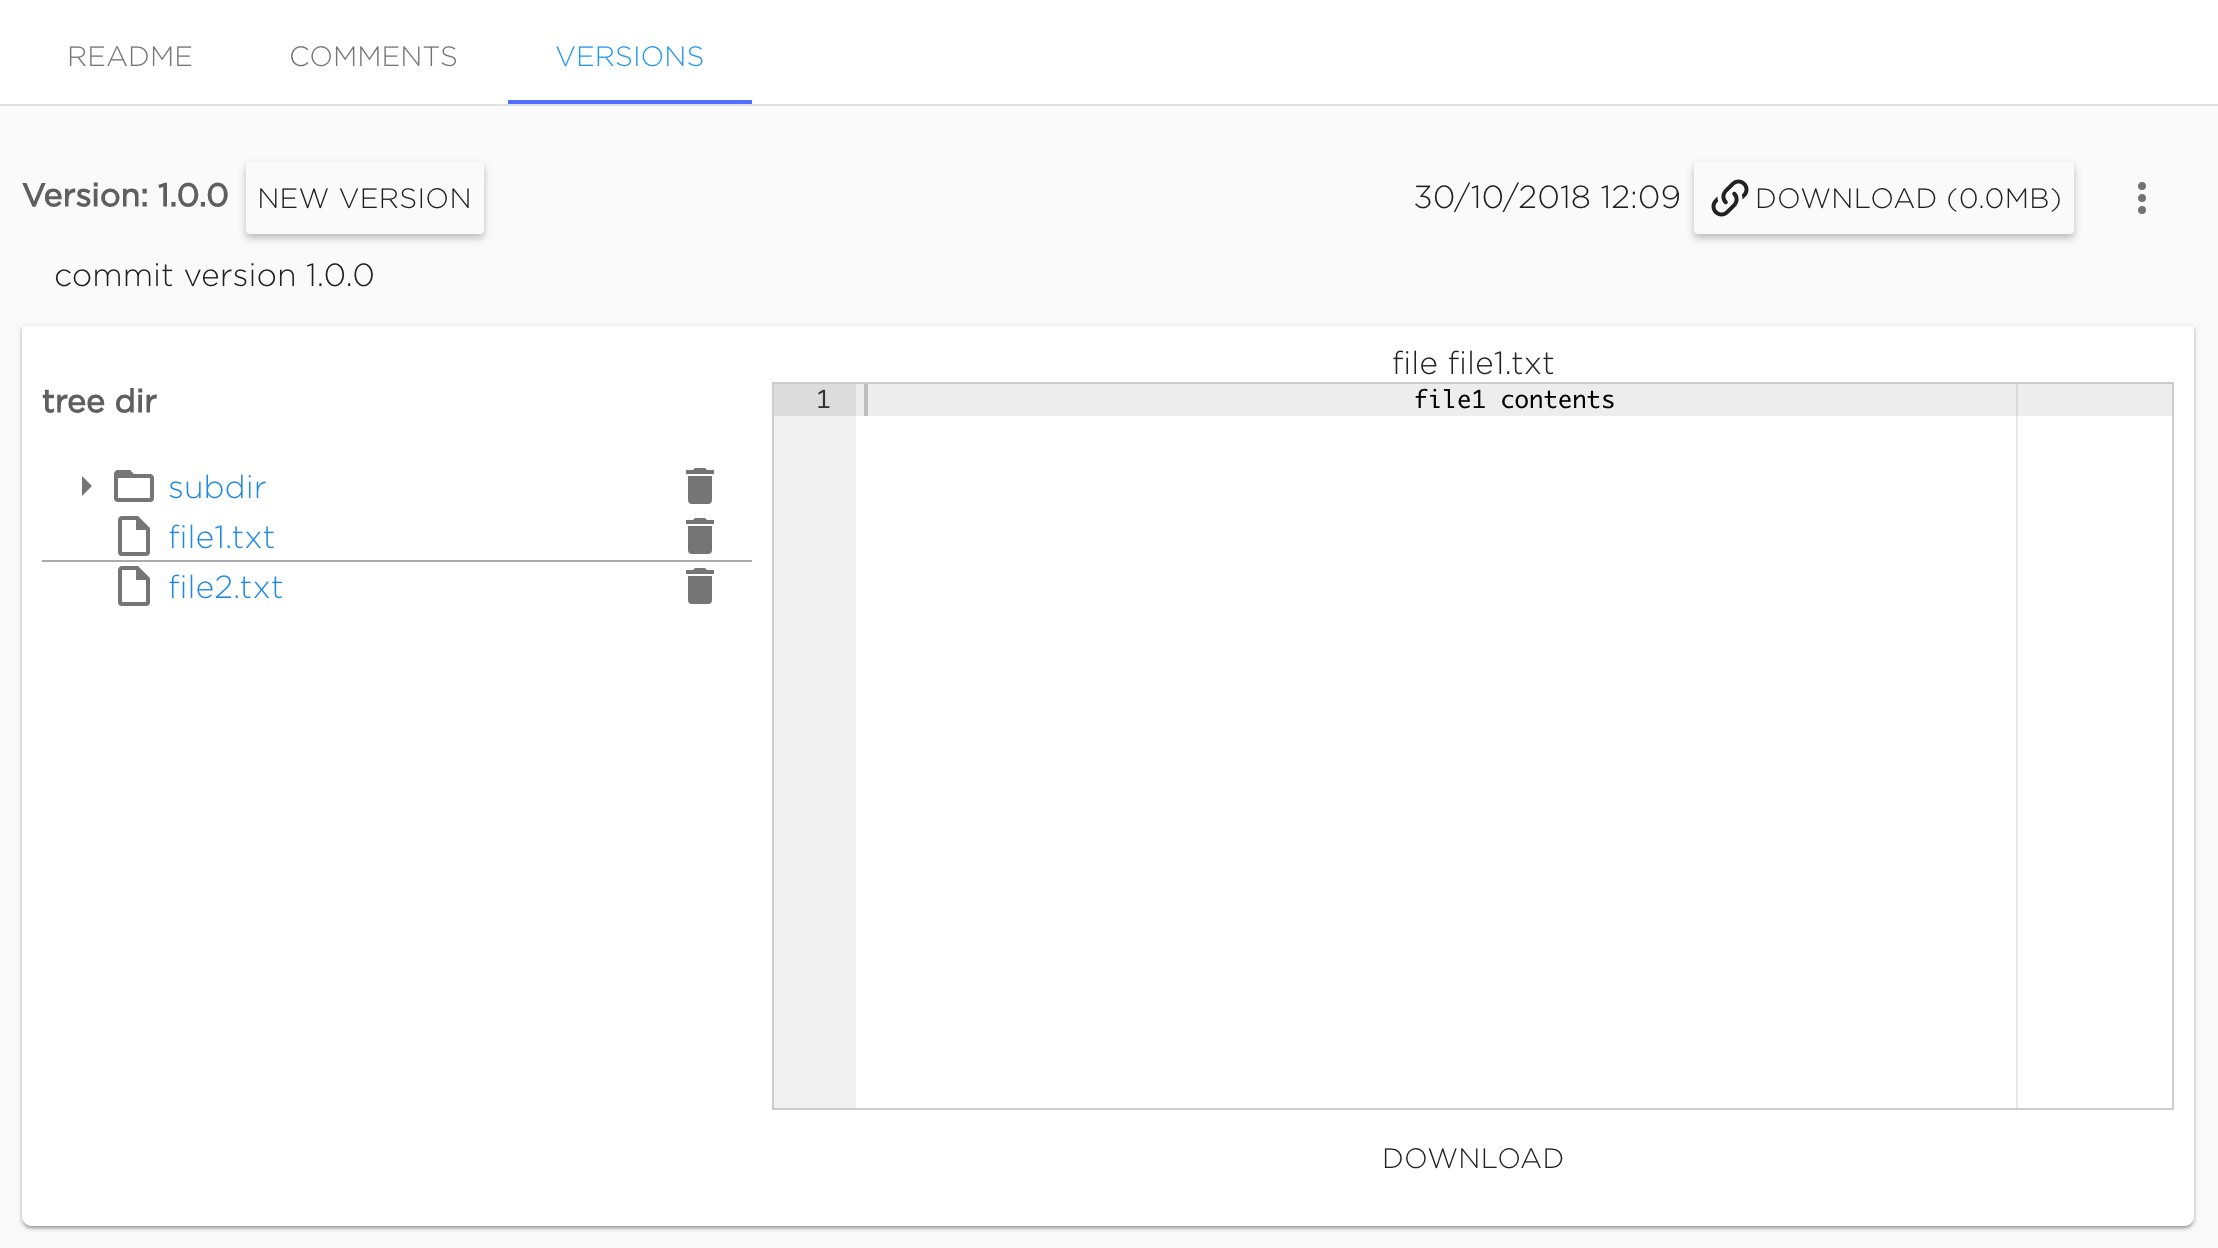 README COMMENTS VERSIONS
Version: 1.0.0 NEW VERSION 30/10/2018 12:09 DOWNLOAD (0.0MB)
commit version 1.0.0
file file1.txt
tree dir
1 file1 contents
subdir
file1.txt
file2.txt
DOWNLOAD